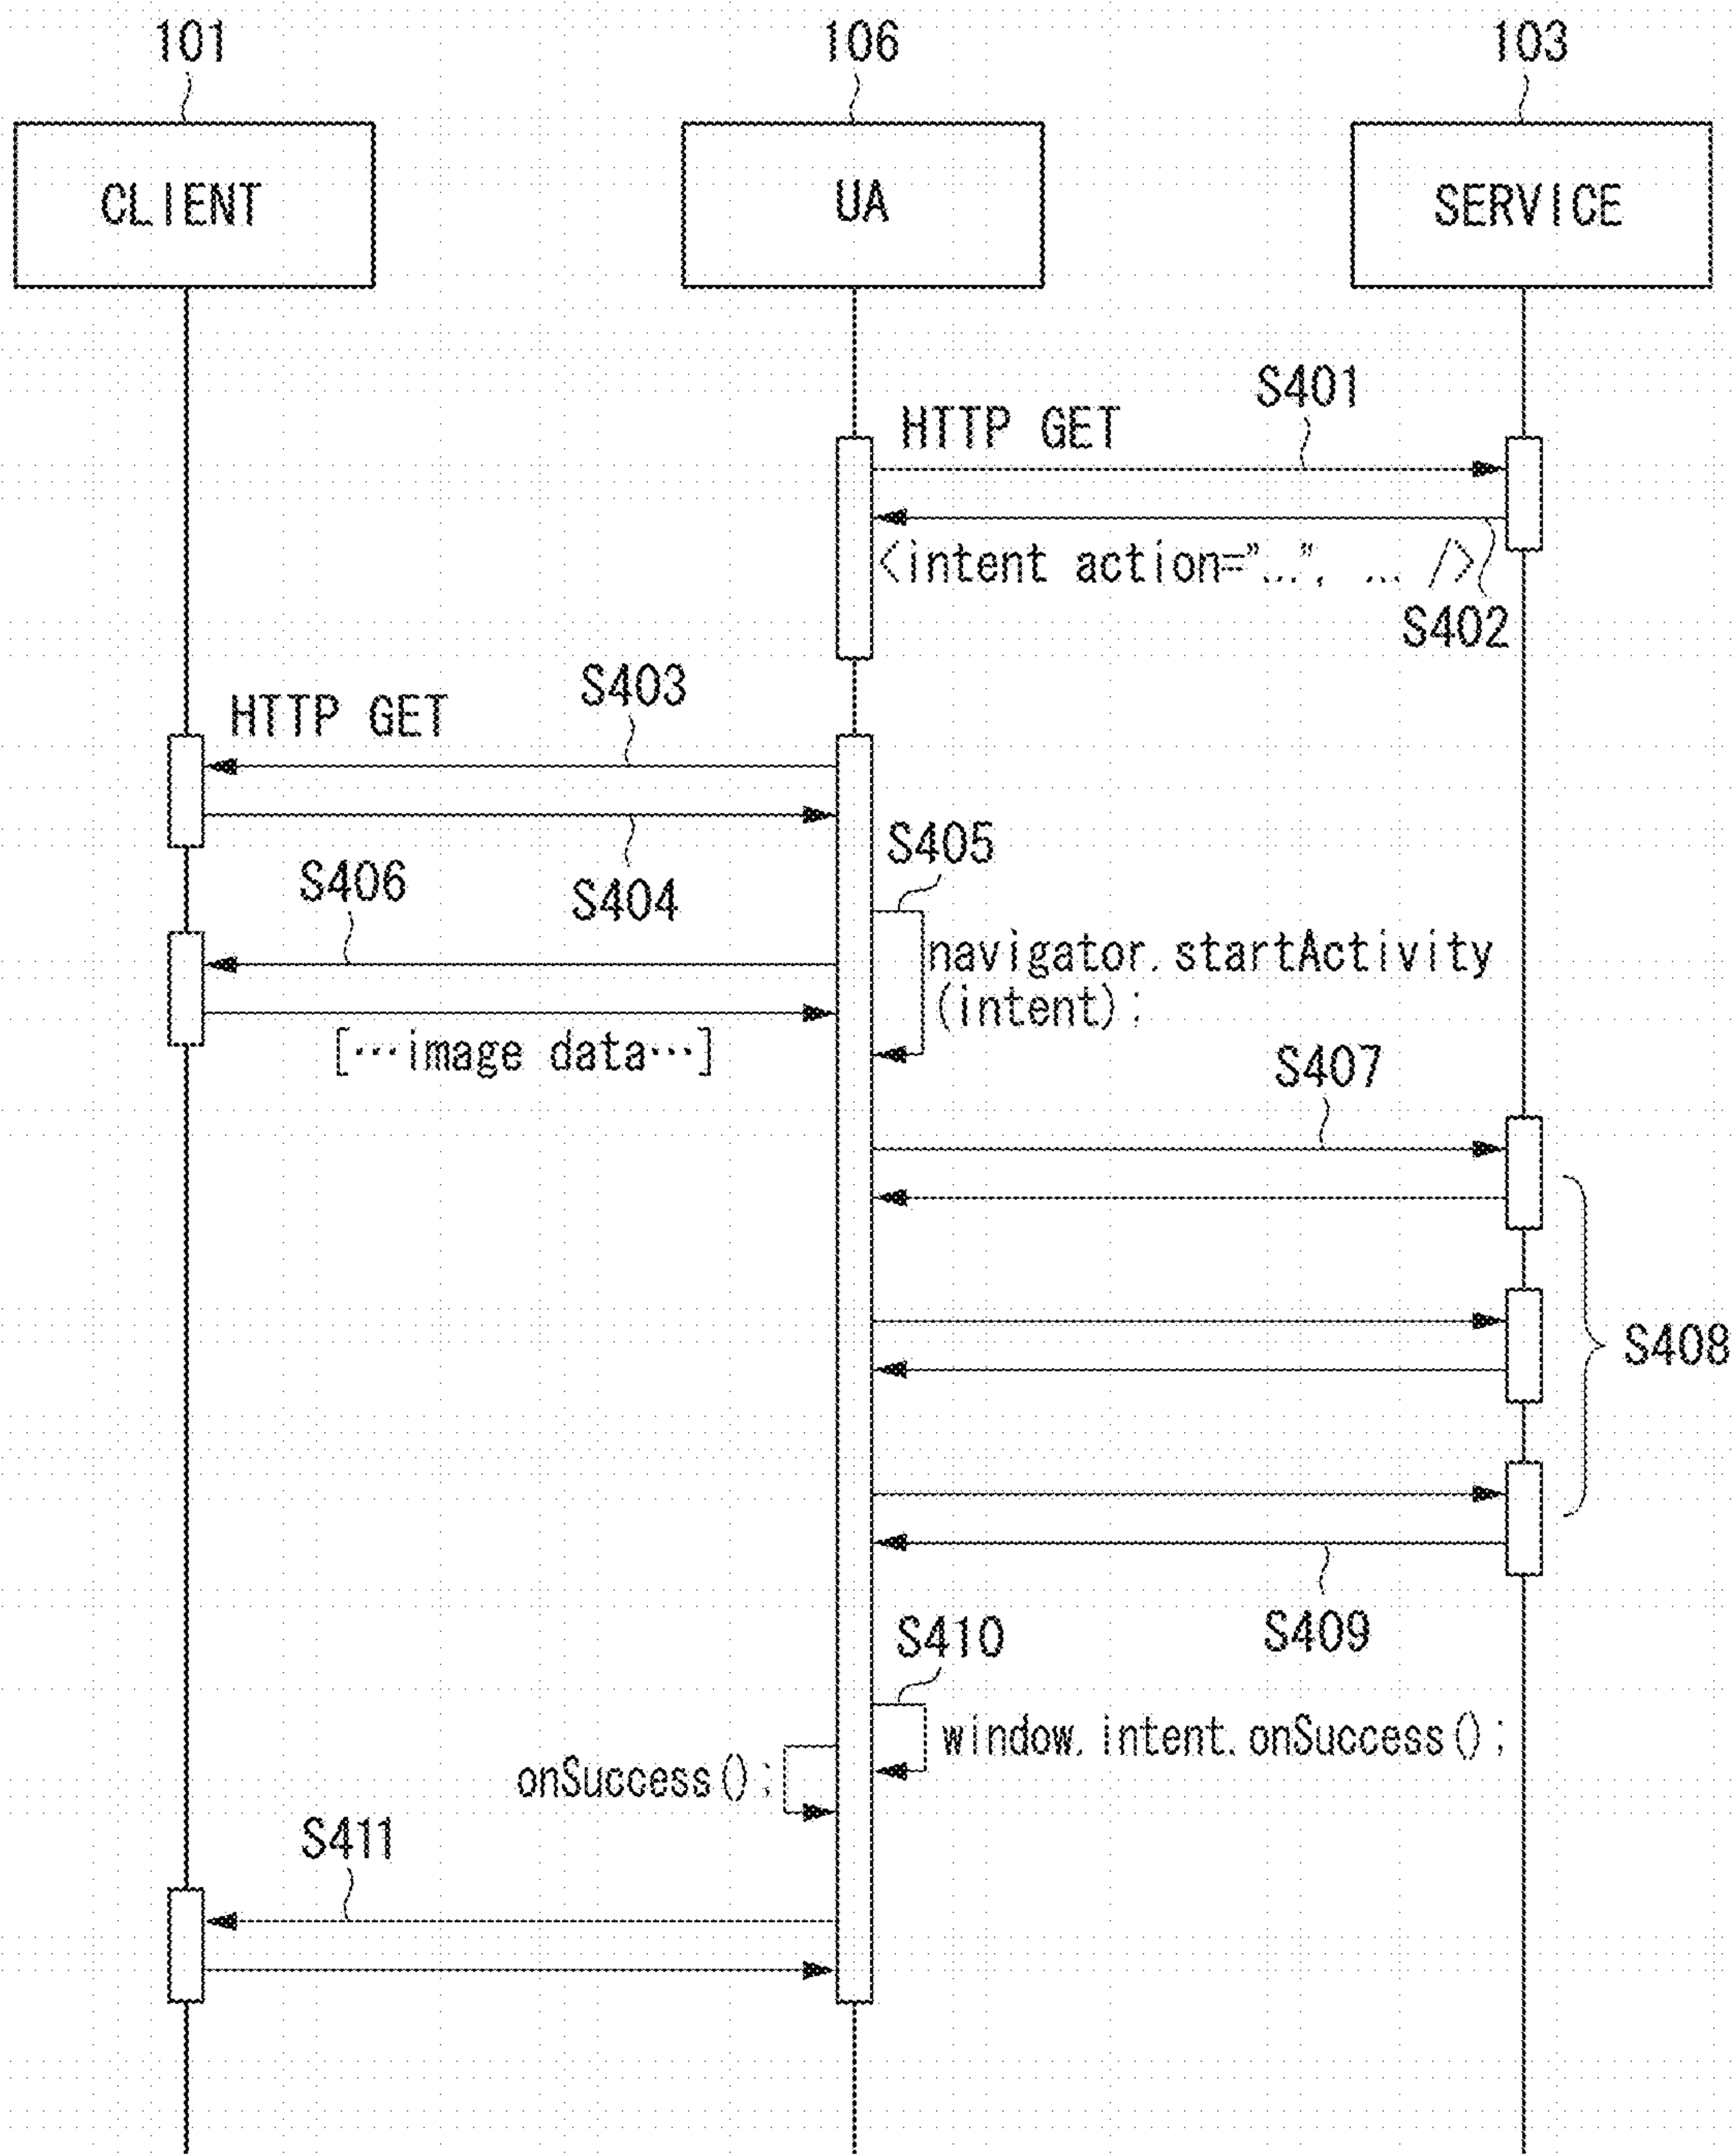 101
106
103
CLIENT
UA
SERVICE
S401
HTTP GET
<intent action="...", ... />
S402
S403
HTTP GET
S405
S406
S404
navigator.startActivity
(intent);
[…image data…]
S407
S408
S409
S410
window.intent.onSuccess();
onSuccess();
S411